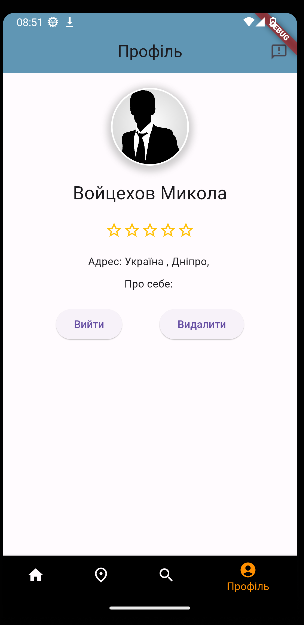 08:51
DEBUG
Профіль
Войцехов Микола
Адрес: Україна , Дніпро,
Про себе:
Вийти Видалити
Профіль